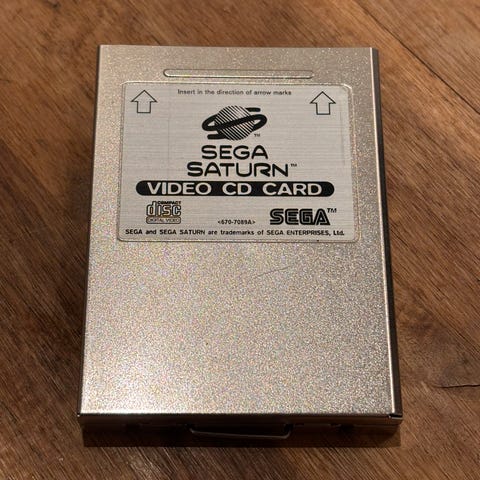 Insert in the direction of arrow marks
TM
SEGA
SATURN™
VIDEO CD CARD
COMPACT
disc
DIGITAL VIDEO
<670-7089A>
SEGA™
SEGA and SEGA SATURN are trademarks of SEGA ENTERPRISES, Ltd.